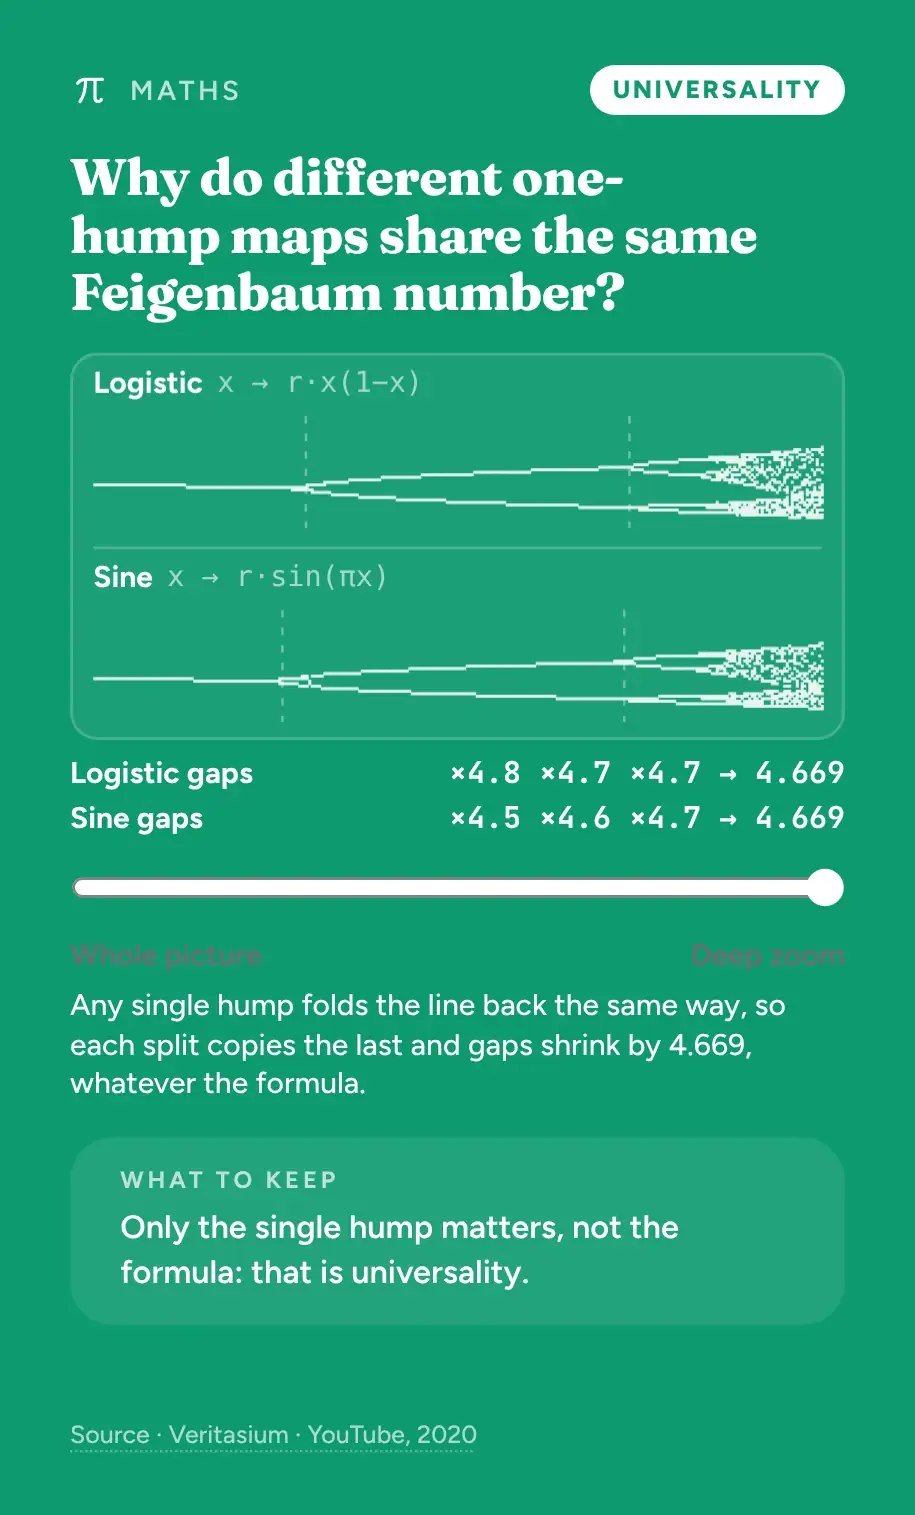 π MATHS
UNIVERSALITY
Why do different one-
hump maps share the same
Feigenbaum number?
Logistic x → r·x(1−x)
Sine x → r·sin(πx)
Logistic gaps ×4.8 ×4.7 ×4.7 → 4.669
Sine gaps ×4.5 ×4.6 ×4.7 → 4.669
Whole picture Deep zoom
Any single hump folds the line back the same way, so
each split copies the last and gaps shrink by 4.669,
whatever the formula.
WHAT TO KEEP
Only the single hump matters, not the
formula: that is universality.
Source · Veritasium · YouTube, 2020